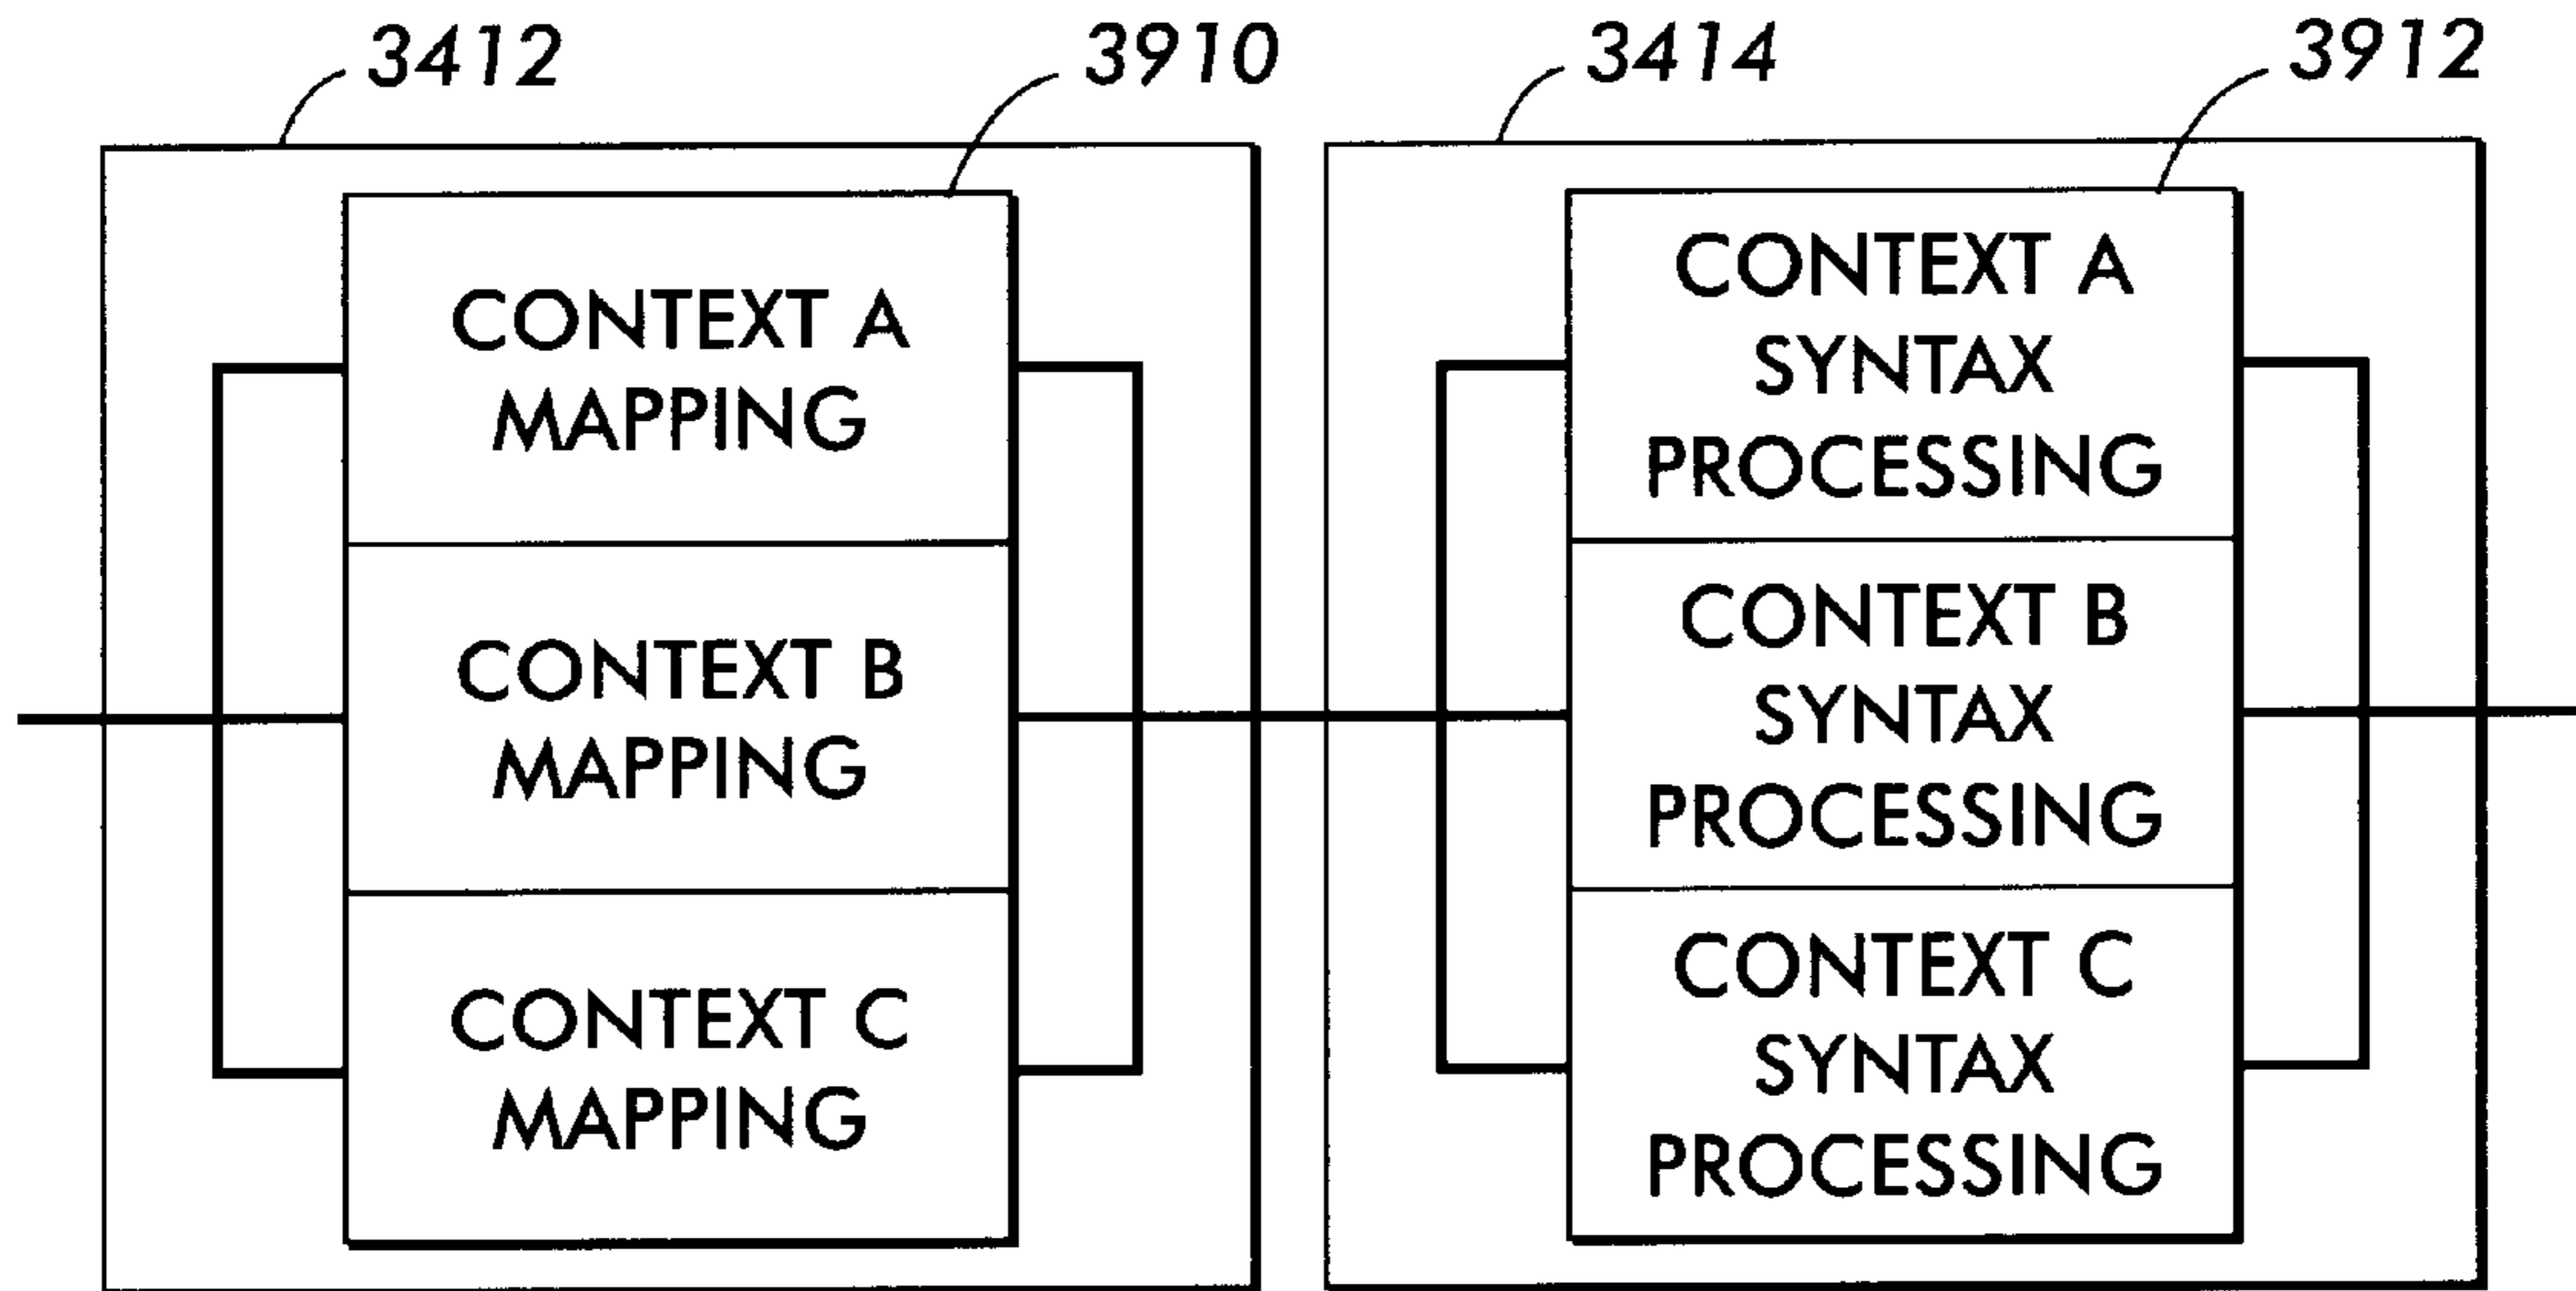 3412
3910
3414
3912
CONTEXT A
MAPPING
CONTEXT B
MAPPING
CONTEXT C
MAPPING
CONTEXT A
SYNTAX
PROCESSING
CONTEXT B
SYNTAX
PROCESSING
CONTEXT C
SYNTAX
PROCESSING